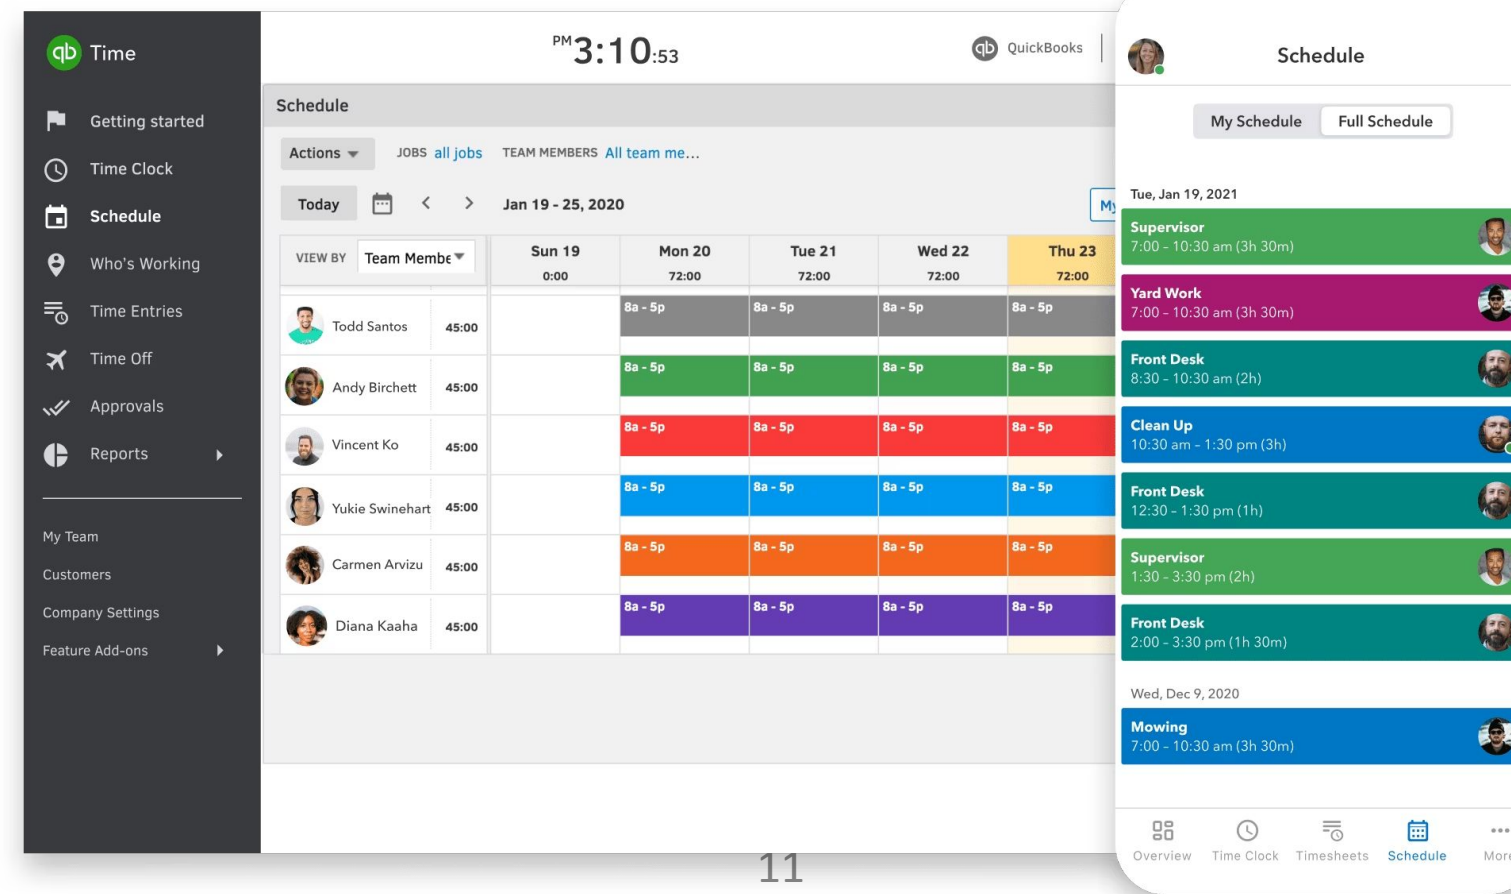 qb Time
Getting started
Time Clock
Schedule
Who's Working
Time Entries
Time Off
Approvals
Reports
My Team
Customers
Company Settings
Feature Add-ons
PM 3:10:53
qb QuickBooks
Schedule
Actions JOBS all jobs TEAM MEMBERS All team me...
Today Jan 19 - 25, 2020 My
VIEW BY Team Membe Sun 19 Mon 20 Tue 21 Wed 22 Thu 23
0:00 72:00 72:00 72:00 72:00
Todd Santos 45:00 8a - 5p 8a - 5p 8a - 5p 8a - 5p
Andy Birchett 45:00 8a - 5p 8a - 5p 8a - 5p 8a - 5p
Vincent Ko 45:00 8a - 5p 8a - 5p 8a - 5p 8a - 5p
Yukie Swinehart 45:00 8a - 5p 8a - 5p 8a - 5p 8a - 5p
Carmen Arvizu 45:00 8a - 5p 8a - 5p 8a - 5p 8a - 5p
Diana Kaaha 45:00 8a - 5p 8a - 5p 8a - 5p 8a - 5p
Schedule
My Schedule Full Schedule
Tue, Jan 19, 2021
Supervisor
7:00 - 10:30 am (3h 30m)
Yard Work
7:00 - 10:30 am (3h 30m)
Front Desk
8:30 - 10:30 am (2h)
Clean Up
10:30 am - 1:30 pm (3h)
Front Desk
12:30 - 1:30 pm (1h)
Supervisor
1:30 - 3:30 pm (2h)
Front Desk
2:00 - 3:30 pm (1h 30m)
Wed, Dec 9, 2020
Mowing
7:00 - 10:30 am (3h 30m)
Overview Time Clock Timesheets Schedule More
11